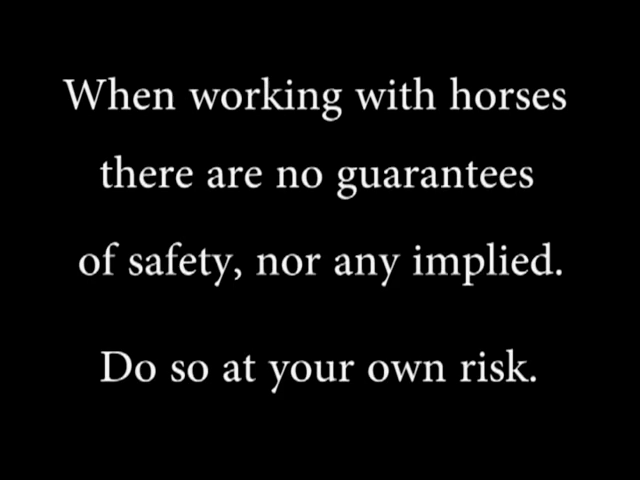 When working with horses
there are no guarantees
of safety, nor any implied.
Do so at your own risk.